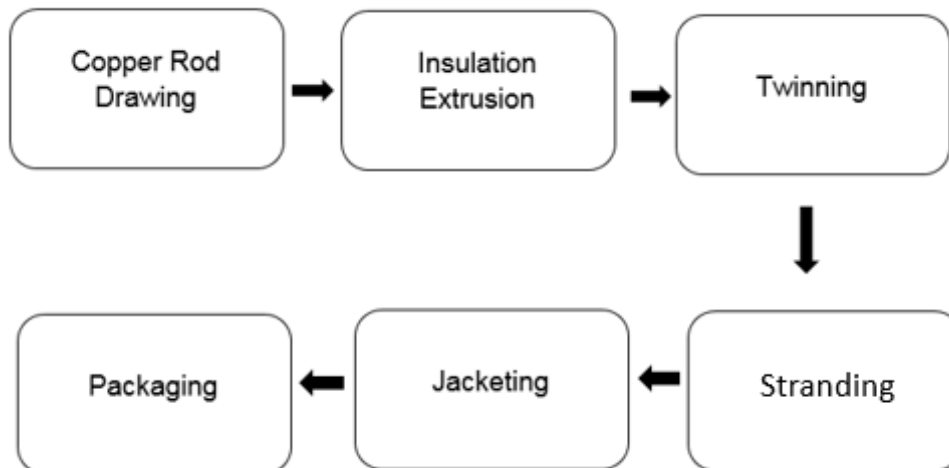 Copper Rod
Drawing
Insulation
Extrusion
Twinning
Stranding
Jacketing
Packaging